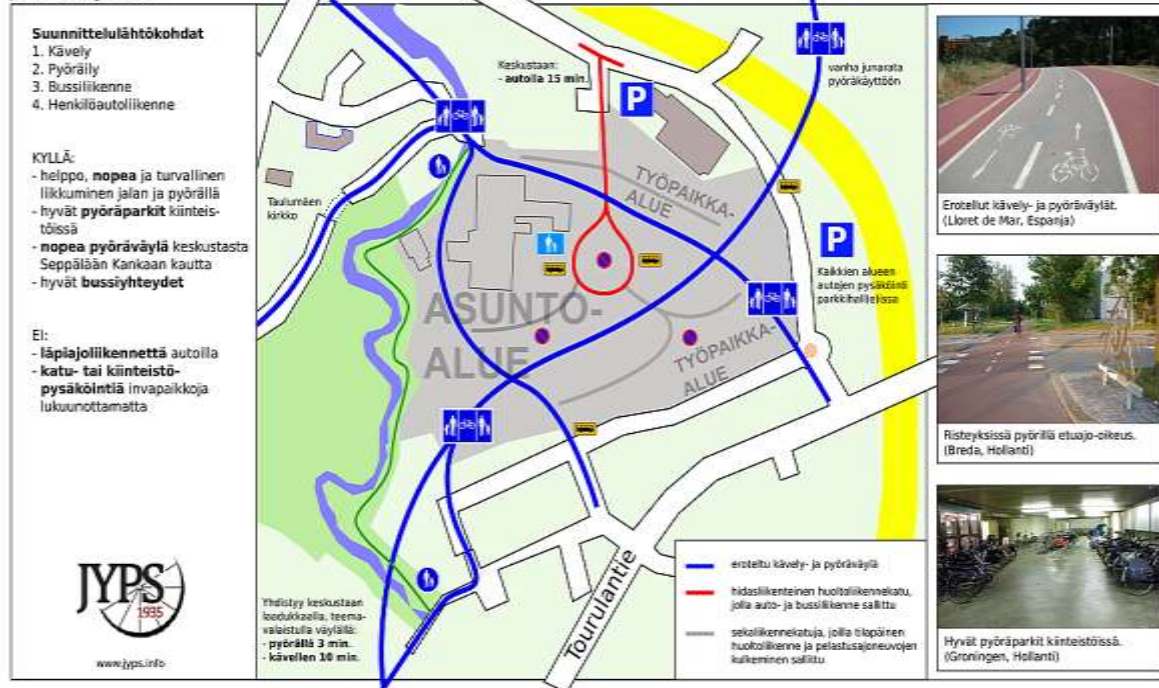 Suunnittelulähtökohdat
1. Kävely
2. Pyöräily
3. Bussiliikenne
4. Henkilöautoliikenne
KYLLÄ:
- helppo, nopea ja turvallinen
liikkuminen jalan ja pyörällä
- hyvät pyöräparkit kiinteis-
töissä
- nopea pyöräväylä keskustasta
Seppälään Kankaan kautta
- hyvät bussiyhteydet
EI:
- läpiajoliikennettä autoilla
- katu- tai kiinteistö-
pysäköintiä invapaikkoja
lukuunottamatta
JYPS
1935
www.jyps.info
Keskustaan:
- autolla 15 min.
P
vanha junarata
pyöräkäyttöön
Taulumäen
kirkko
TYÖPAIKKA-
ALUE
P
Kaikkien alueen
autojen pysäköinti
parkkihalleissa
ASUNTO-
ALUE
TYÖPAIKKA-
ALUE
Yhdistyy keskustaan
laadukkaalla, teema-
valaistulla väylällä:
- pyörällä 3 min.
- kävellen 10 min.
Tourulantie
eroteltu kävely- ja pyöräväylä
hidasliikenteinen huoltoliikennekatu,
jolla auto- ja bussiliikenne sallittu
sekaliikennekatuja, joilla tilapäinen
huoltoliikenne ja pelastusajoneuvojen
kulkeminen sallittu
Erotellut kävely- ja pyöräväylät.
(Lloret de Mar, Espanja)
Risteyksissä pyörillä etuajo-oikeus.
(Breda, Hollanti)
Hyvät pyöräparkit kiinteistöissä.
(Groningen, Hollanti)